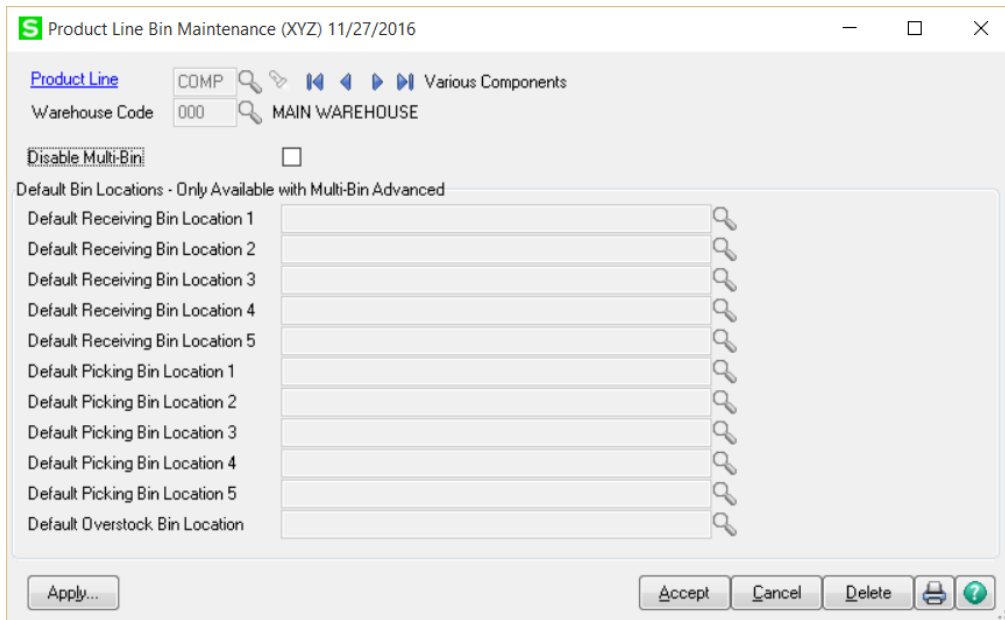 S Product Line Bin Maintenance (XYZ) 11/27/2016
Product Line COMP Various Components
Warehouse Code 000 MAIN WAREHOUSE
Disable Multi-Bin
Default Bin Locations - Only Available with Multi-Bin Advanced
Default Receiving Bin Location 1
Default Receiving Bin Location 2
Default Receiving Bin Location 3
Default Receiving Bin Location 4
Default Receiving Bin Location 5
Default Picking Bin Location 1
Default Picking Bin Location 2
Default Picking Bin Location 3
Default Picking Bin Location 4
Default Picking Bin Location 5
Default Overstock Bin Location
Apply... Accept Cancel Delete ?